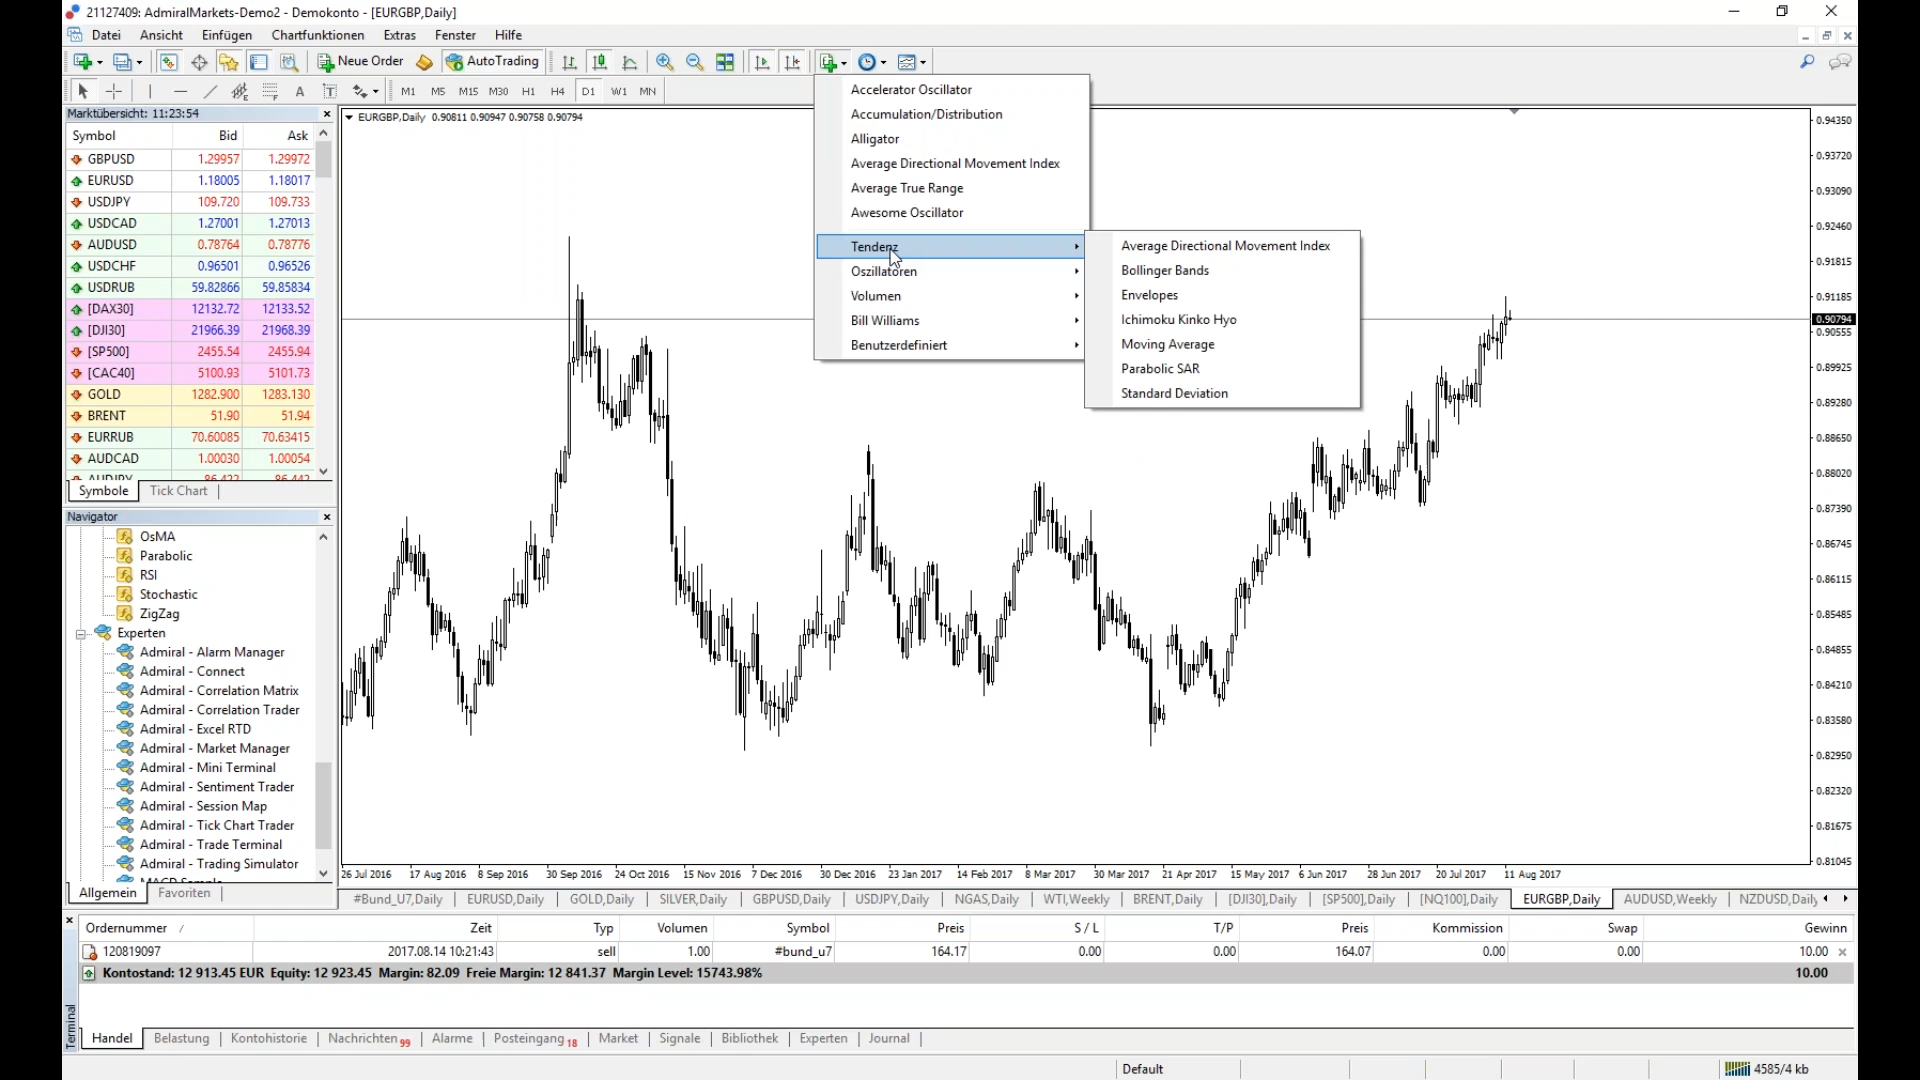 21127409: AdmiralMarkets-Demo2 - Demokonto - [EURGBP,Daily]
Datei Ansicht Einfügen Chartfunktionen Extras Fenster Hilfe
Neue Order AutoTrading
A T M1 M5 M15 M30 H1 H4 D1 W1 MN
Marktübersicht: 11:23:54
Symbol Bid Ask
GBPUSD 1.29957 1.29972
EURUSD 1.18005 1.18017
USDJPY 109.720 109.733
USDCAD 1.27001 1.27013
AUDUSD 0.78764 0.78776
USDCHF 0.96501 0.96526
USDRUB 59.82866 59.85834
[DAX30] 12132.72 12133.52
[DJI30] 21966.39 21968.39
[SP500] 2455.54 2455.94
[CAC40] 5100.93 5101.73
GOLD 1282.900 1283.130
BRENT 51.90 51.94
EURRUB 70.60085 70.63415
AUDCAD 1.00030 1.00054
Symbole Tick Chart
Navigator
OsMA
Parabolic
RSI
Stochastic
ZigZag
Experten
Admiral - Alarm Manager
Admiral - Connect
Admiral - Correlation Matrix
Admiral - Correlation Trader
Admiral - Excel RTD
Admiral - Market Manager
Admiral - Mini Terminal
Admiral - Sentiment Trader
Admiral - Session Map
Admiral - Tick Chart Trader
Admiral - Trade Terminal
Admiral - Trading Simulator
Allgemein Favoriten
EURGBP,Daily 0.90811 0.90947 0.90758 0.90794
Accelerator Oscillator
Accumulation/Distribution
Alligator
Average Directional Movement Index
Average True Range
Awesome Oscillator
Tendenz
Oszillatoren
Volumen
Bill Williams
Benutzerdefiniert
Average Directional Movement Index
Bollinger Bands
Envelopes
Ichimoku Kinko Hyo
Moving Average
Parabolic SAR
Standard Deviation
0.94350
0.93720
0.93090
0.92460
0.91815
0.91185
0.90794
0.90555
0.89925
0.89280
0.88650
0.88020
0.87390
0.86745
0.86115
0.85485
0.84855
0.84210
0.83580
0.82950
0.82320
0.81675
0.81045
26 Jul 2016 17 Aug 2016 8 Sep 2016 30 Sep 2016 24 Oct 2016 15 Nov 2016 7 Dec 2016 30 Dec 2016 23 Jan 2017 14 Feb 2017 8 Mar 2017 30 Mar 2017 21 Apr 2017 15 May 2017 6 Jun 2017 28 Jun 2017 20 Jul 2017 11 Aug 2017
#Bund_U7,Daily EURUSD,Daily GOLD,Daily SILVER,Daily GBPUSD,Daily USDJPY,Daily NGAS,Daily WTI,Weekly BRENT,Daily [DJI30],Daily [SP500],Daily [NQ100],Daily EURGBP,Daily AUDUSD,Weekly NZDUSD,Daily
Ordernummer / Zeit Typ Volumen Symbol Preis S / L T/P Preis Kommission Swap Gewinn
120819097 2017.08.14 10:21:43 sell 1.00 #bund_u7 164.17 0.00 0.00 164.07 0.00 0.00 10.00
Kontostand: 12 913.45 EUR Equity: 12 923.45 Margin: 82.09 Freie Margin: 12 841.37 Margin Level: 15743.98% 10.00
Terminal
Handel Belastung Kontohistorie Nachrichten 99 Alarme Posteingang 18 Market Signale Bibliothek Experten Journal
Default 4585/4 kb